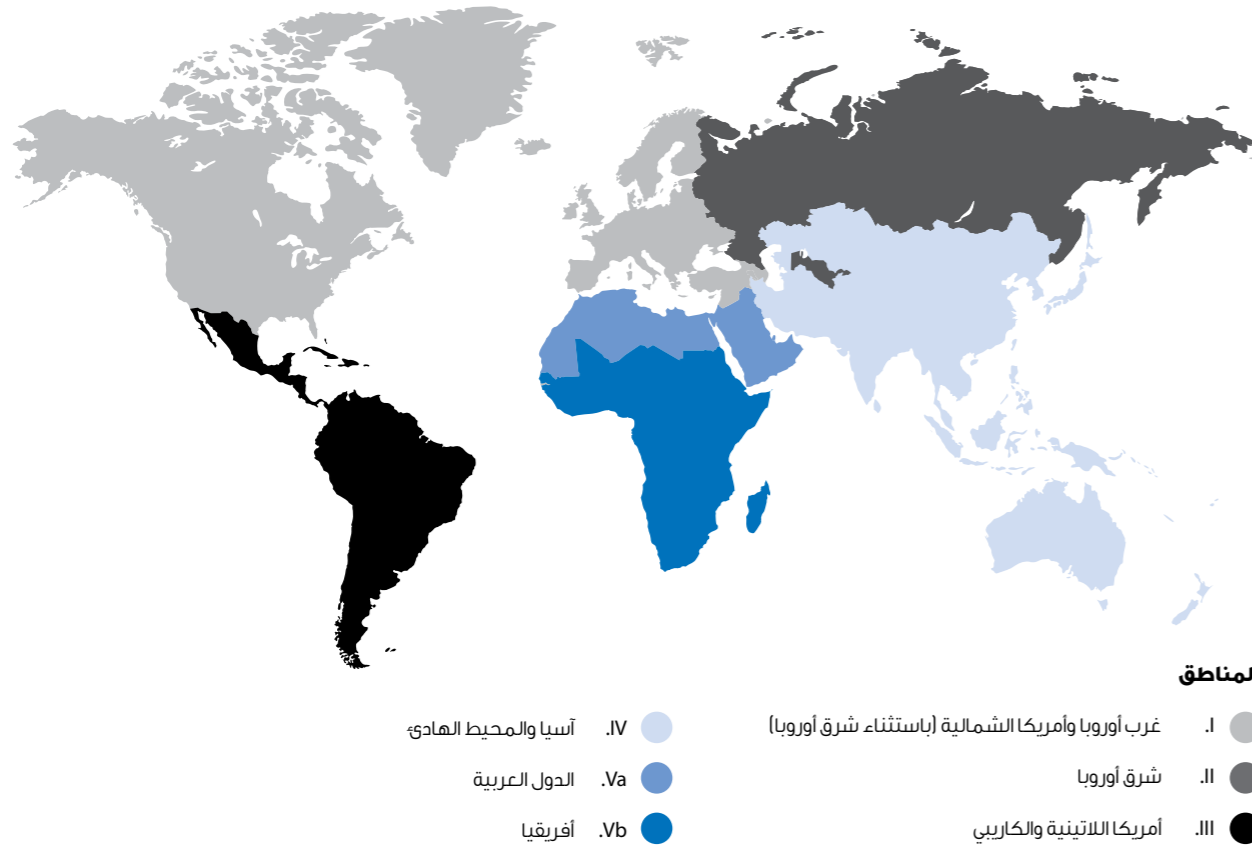 لمناطق
I. غرب أوروبا وأمريكا الشمالية (باستثناء شرق أوروبا)
II. شرق أوروبا
III. أمريكا اللاتينية والكاريبي
IV. آسيا والمحيط الهادئ
Va. الدول العربية
Vb. أفريقيا